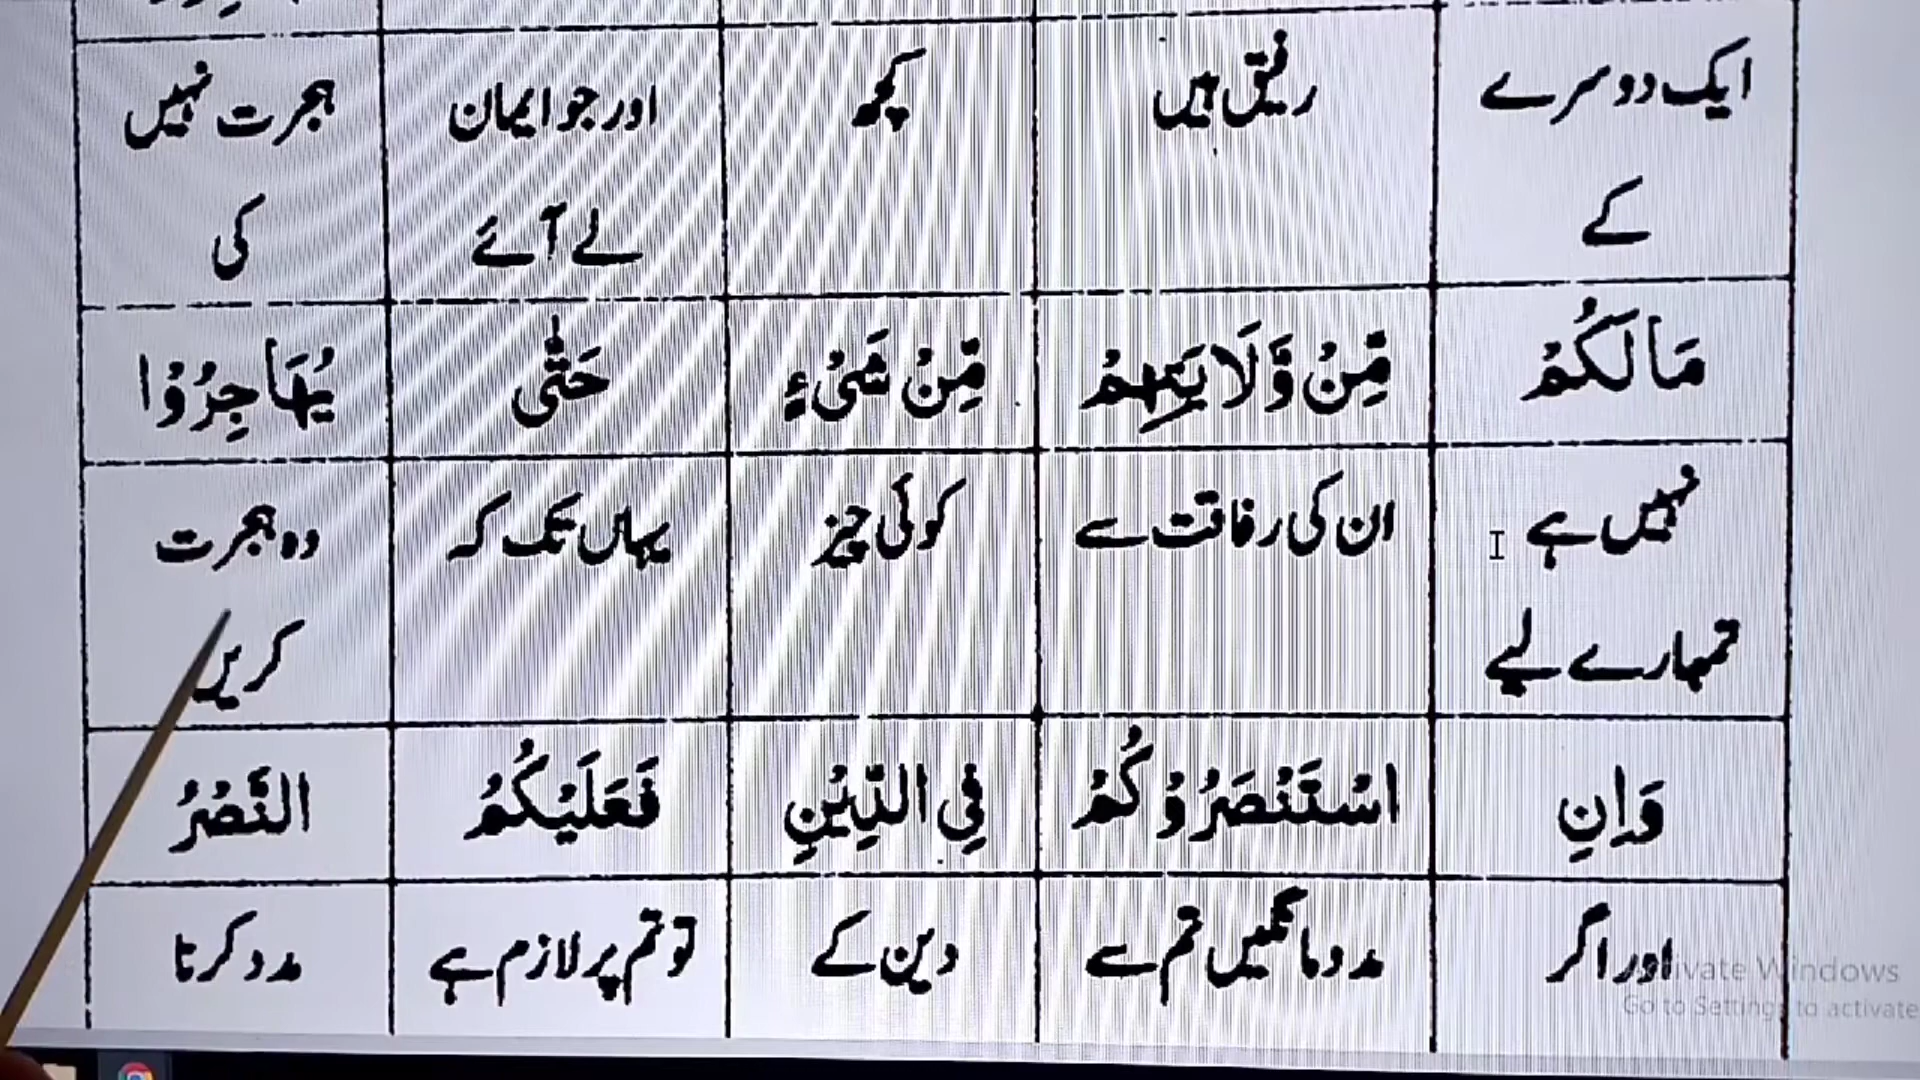 ایک دوسرے رفیق ہیں کچھ اور جو ایمان ہجرت نہیں
کے لے آئے کی
مَا لَكُمْ مِّنْ وَّلَايَتِهِمْ مِّنْ شَيْءٍ حَتّٰى يُهَاجِرُوْا
نہیں ہے ان کی رفاقت سے کوئی چیز یہاں تک کہ وہ ہجرت
تمہارے لیے کریں
وَاِنِ اسْتَنْصَرُوْكُمْ فِي الدِّيْنِ فَعَلَيْكُمُ النَّصْرُ
اور اگر مدد مانگیں تم سے دین کے تو تم پر لازم ہے مدد کرنا
Activate Windows
Go to Settings to activate